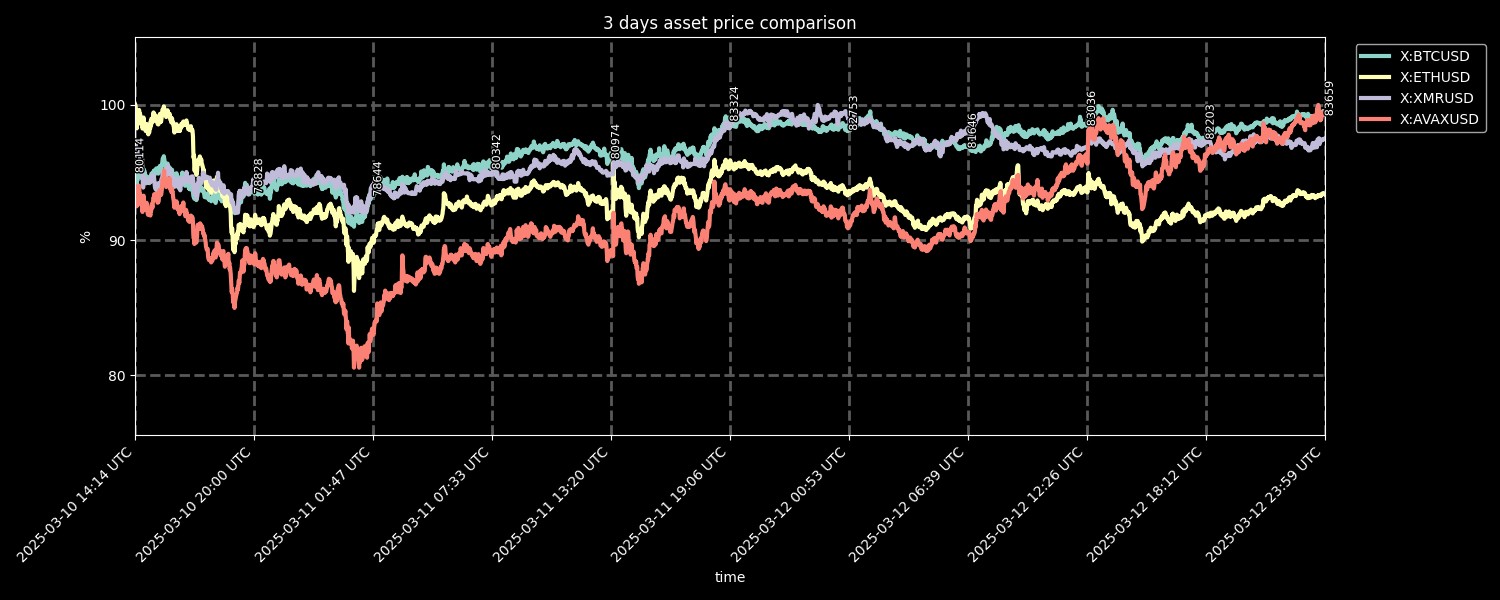 3 days asset price comparison
X:BTCUSD
X:ETHUSD
X:XMRUSD
X:AVAXUSD
%
100
90
80
78828
78644
80342
80974
83324
82753
81646
83036
82203
83659
2025-03-10 14:14 UTC
2025-03-10 20:00 UTC
2025-03-11 01:47 UTC
2025-03-11 07:33 UTC
2025-03-11 13:20 UTC
2025-03-11 19:06 UTC
2025-03-12 00:53 UTC
2025-03-12 06:39 UTC
2025-03-12 12:26 UTC
2025-03-12 18:12 UTC
2025-03-12 23:59 UTC
time